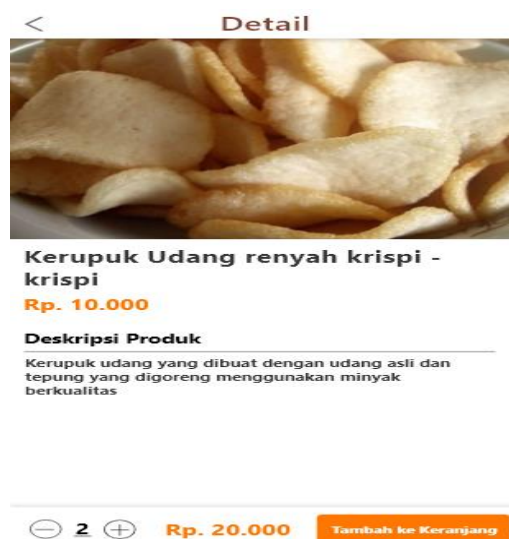 Detail
Kerupuk Udang renyah krispi -
krispi
Rp. 10.000
Deskripsi Produk
Kerupuk udang yang dibuat dengan udang asli dan
tepung yang digoreng menggunakan minyak
berkualitas
2 Rp. 20.000 Tambah ke Keranjang